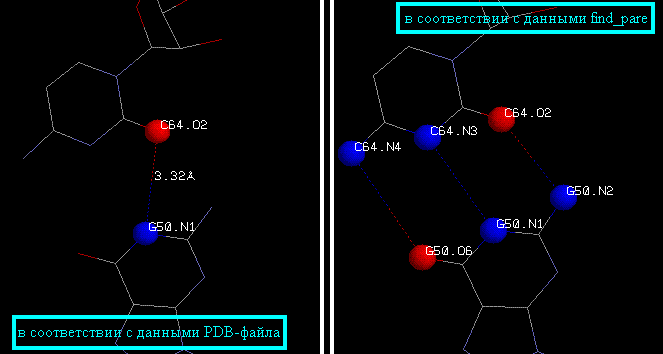 в соответствии с данными find_pare
C64.O2
3.32Å
G50.N1
в соответствии с данными PDB-файла
C64.O2
C64.N3
C64.N4
G50.N2
G50.N1
G50.O6